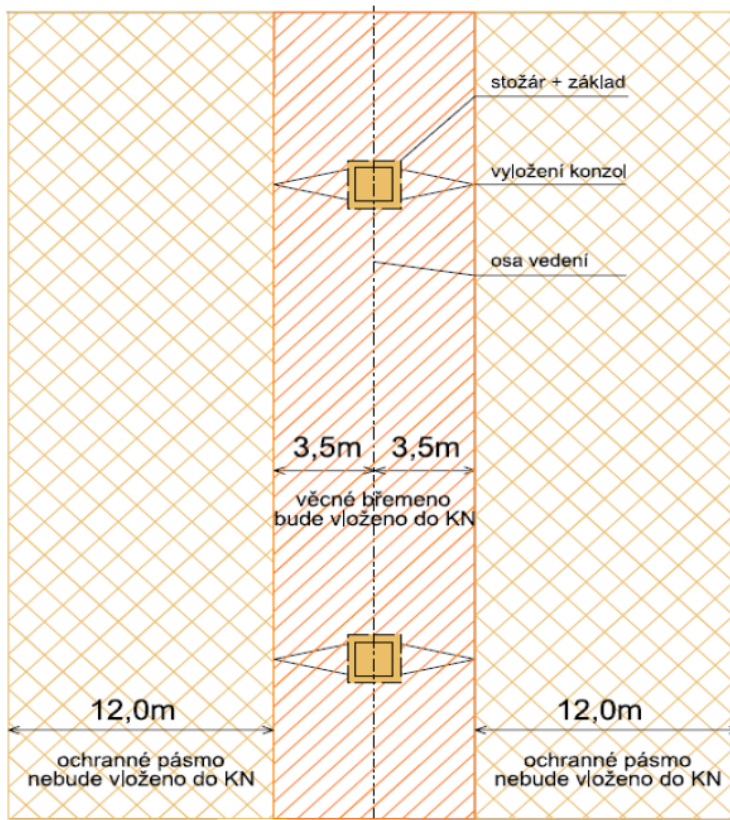 stožár + základ
vyložení konzol
osa vedení
3,5m 3,5m
věcné břemeno
bude vloženo do KN
12,0m 12,0m
ochranné pásmo
nebude vloženo do KN
ochranné pásmo
nebude vloženo do KN